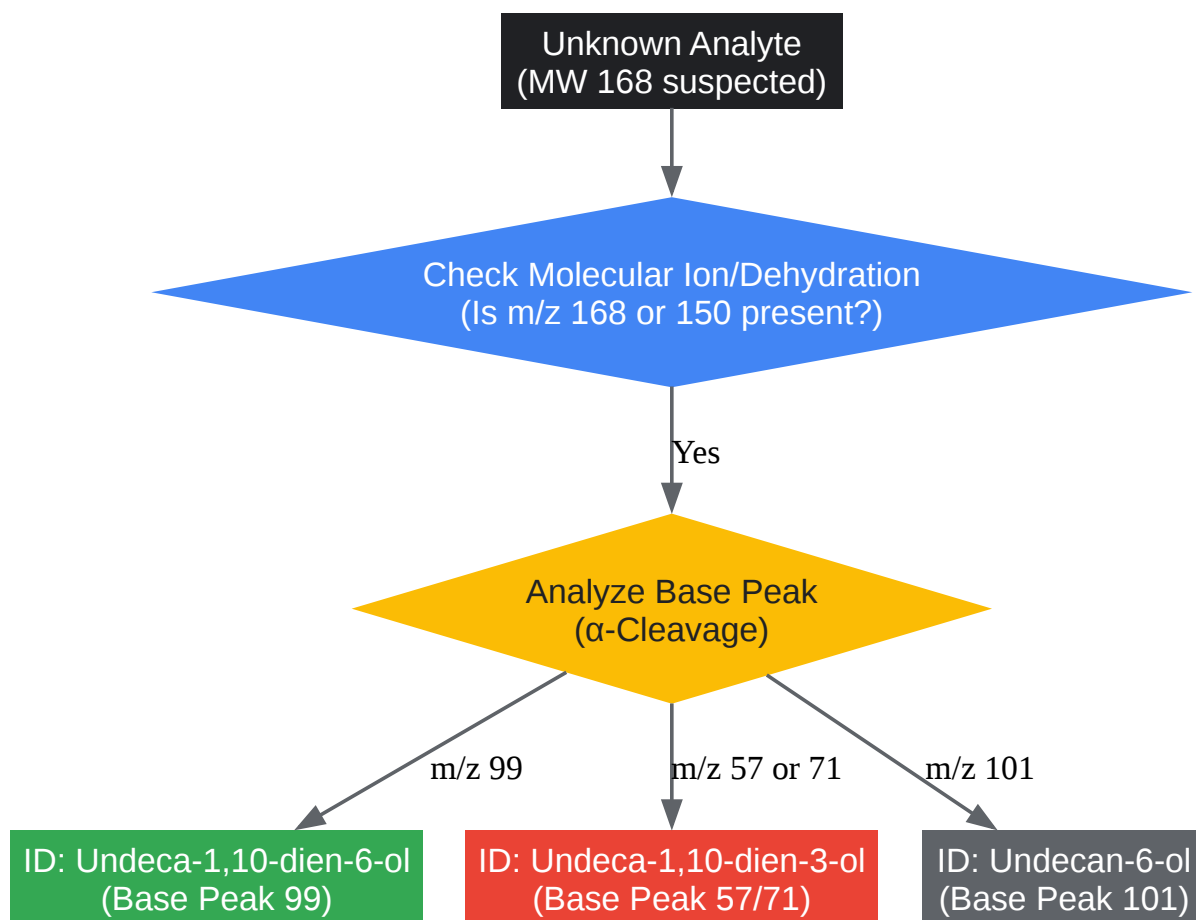 Unknown Analyte
(MW 168 suspected)
Check Molecular Ion/Dehydration
(Is m/z 168 or 150 present?)
Yes
Analyze Base Peak
(α-Cleavage)
m/z 99
m/z 57 or 71
m/z 101
ID: Undeca-1,10-dien-6-ol
(Base Peak 99)
ID: Undeca-1,10-dien-3-ol
(Base Peak 57/71)
ID: Undecan-6-ol
(Base Peak 101)